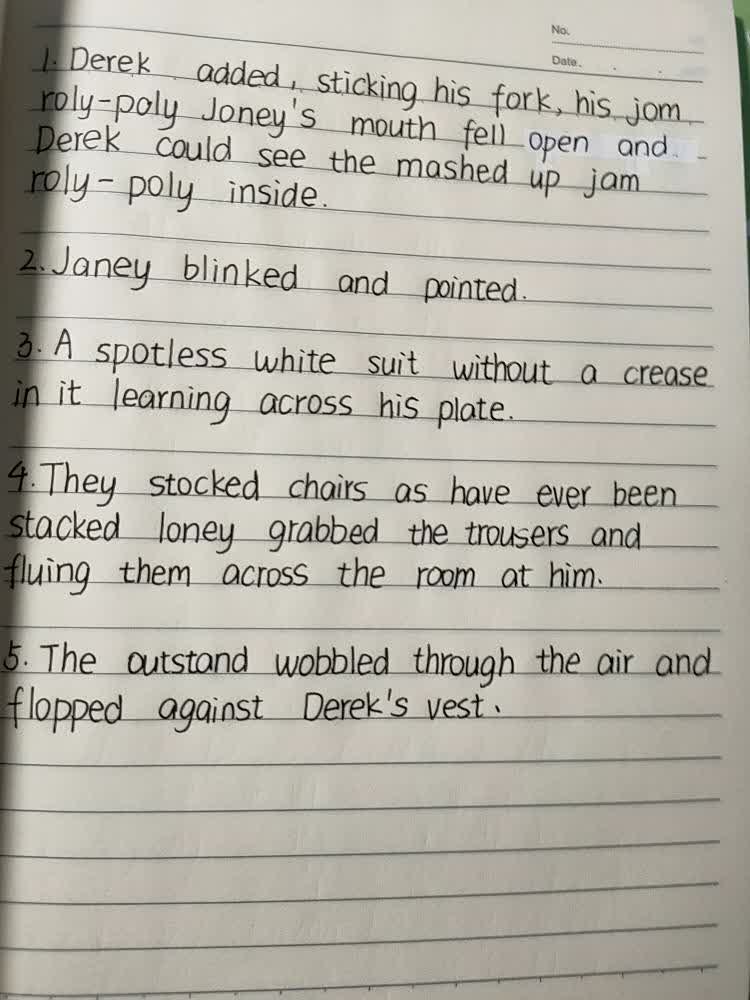 No.
Date.
1. Derek added, sticking his fork, his jom
roly-poly Joney's mouth fell open and
Derek could see the mashed up jam
roly-poly inside.
2. Janey blinked and pointed.
3. A spotless white suit without a crease
in it learning across his plate.
4. They stocked chairs as have ever been
stacked loney grabbed the trousers and
fluing them across the room at him.
5. The outstand wobbled through the air and
flopped against Derek's vest.